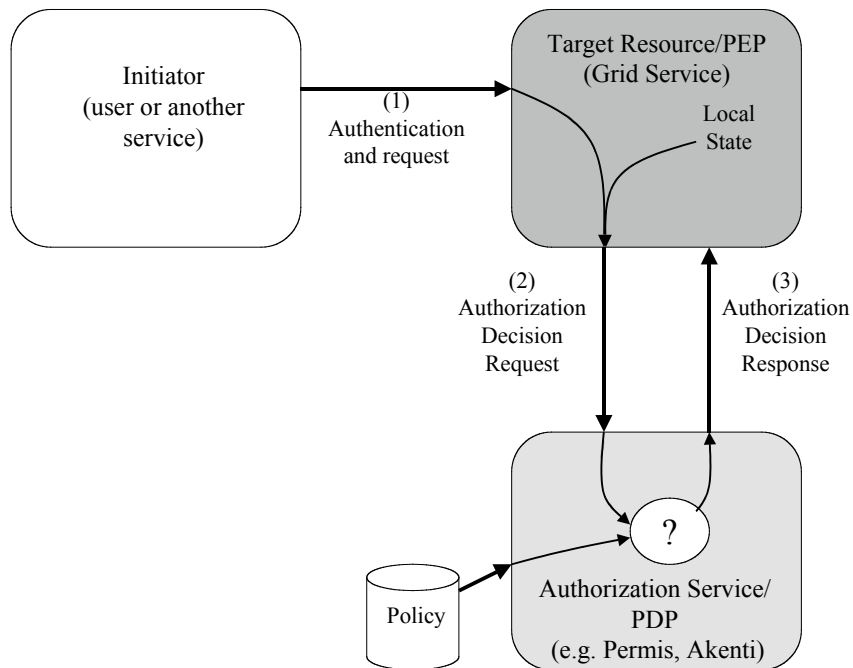 Initiator
(user or another
service)
(1)
Authentication
and request
Target Resource/PEP
(Grid Service)
Local
State
(2)
Authorization
Decision
Request
(3)
Authorization
Decision
Response
?
Policy
Authorization Service/
PDP
(e.g. Permis, Akenti)